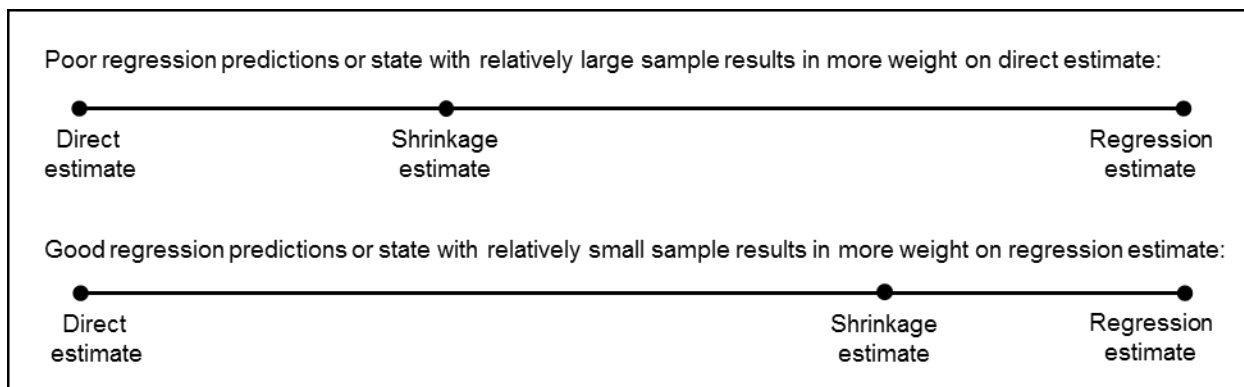 Poor regression predictions or state with relatively large sample results in more weight on direct estimate:
Direct
estimate
Shrinkage
estimate
Regression
estimate
Good regression predictions or state with relatively small sample results in more weight on regression estimate:
Direct
estimate
Shrinkage
estimate
Regression
estimate